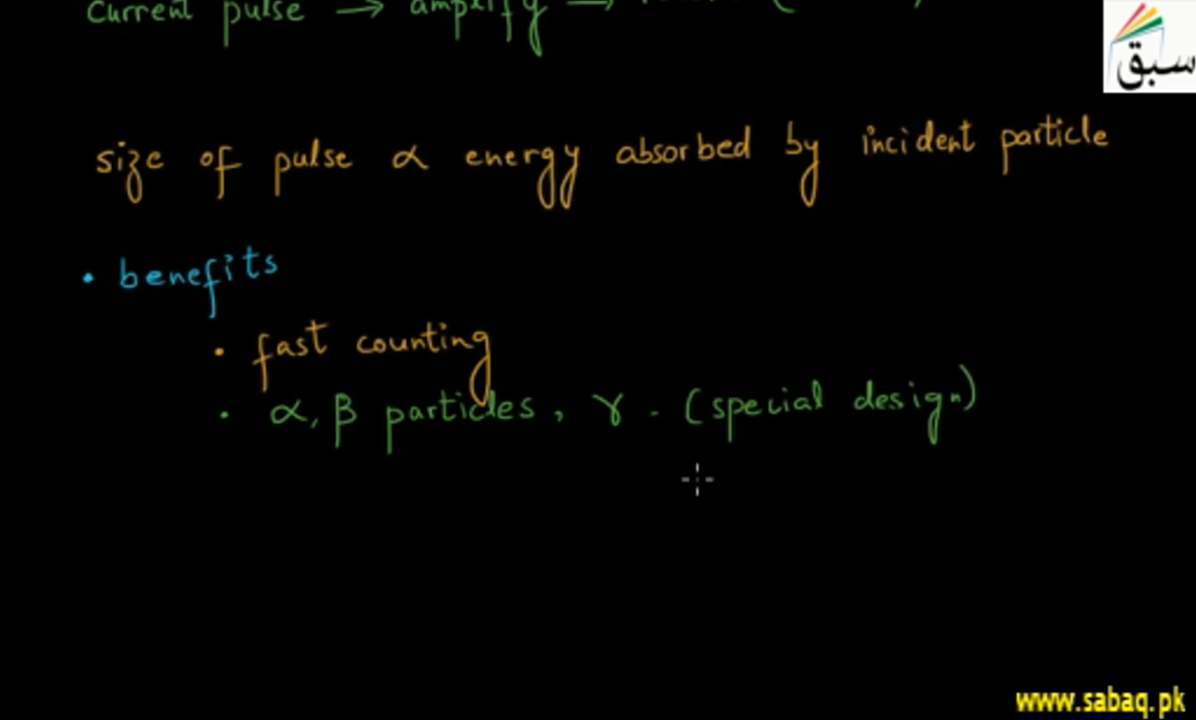 Current pulse → amplify →
سبق
size of pulse α energy absorbed by incident particle
• benefits
• fast counting
• α, β particles, γ - (special design)
www.sabaq.pk